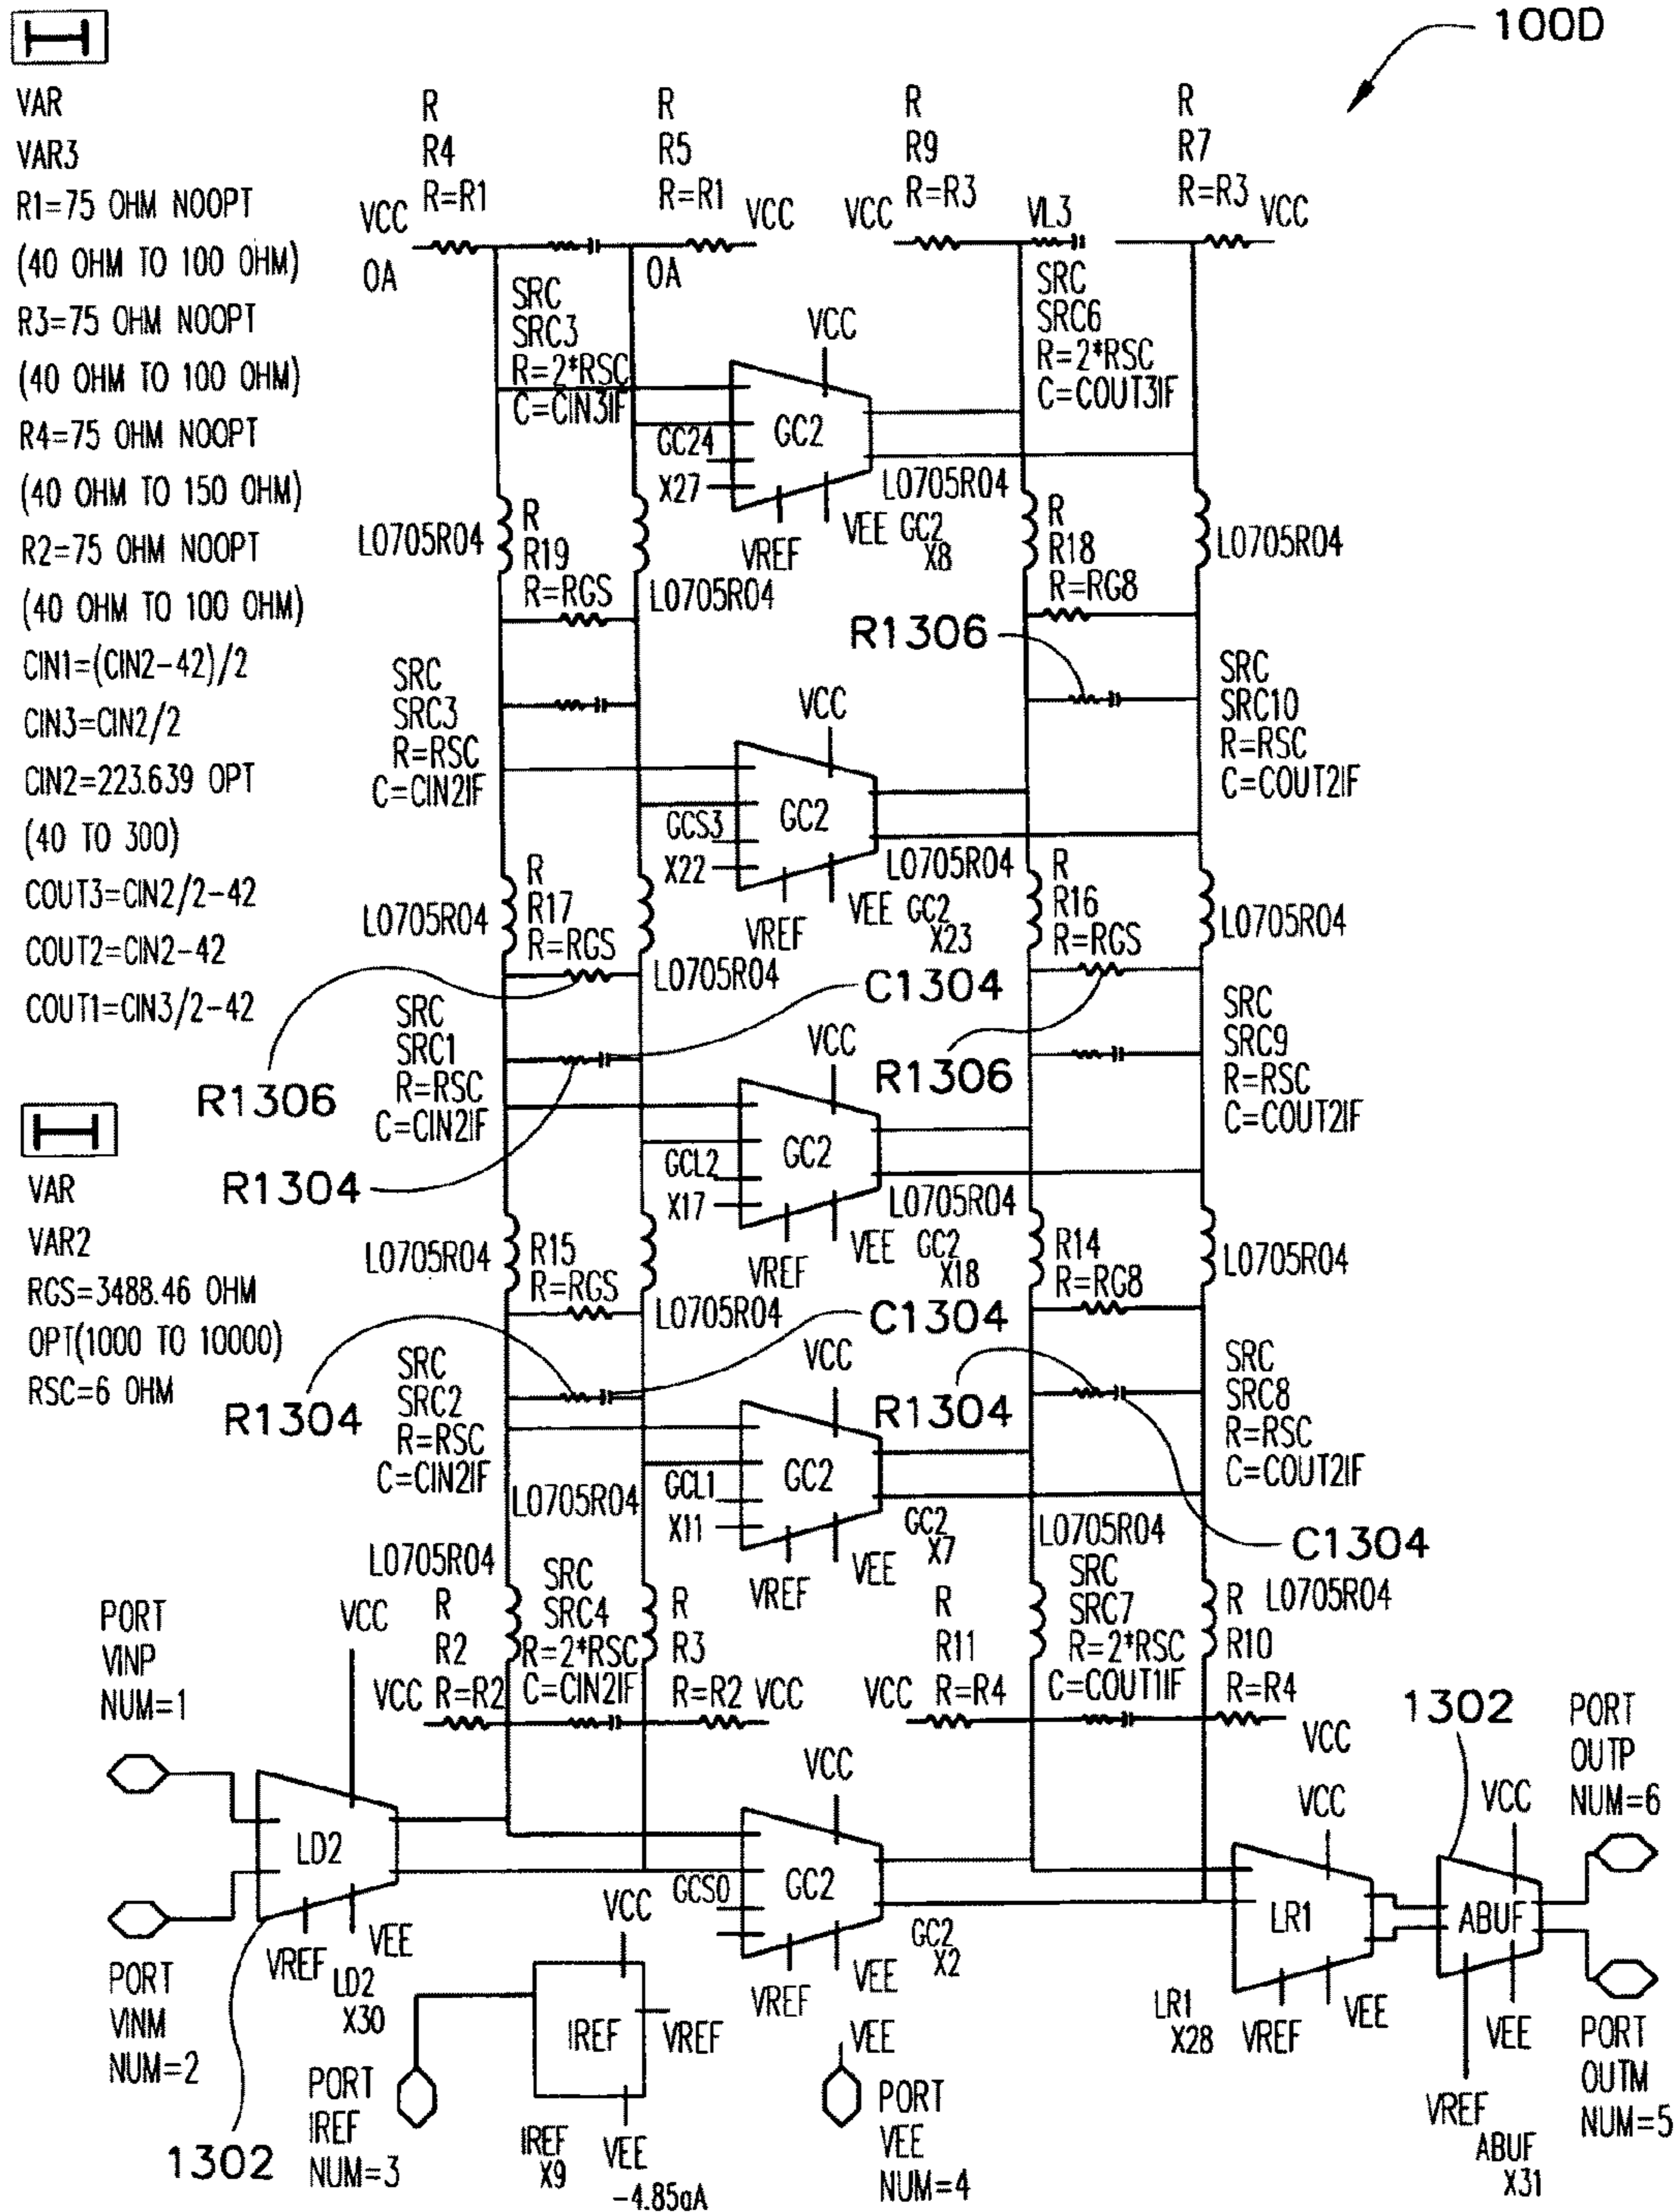 100D
VAR
VAR3
R1=75 OHM NOOPT
(40 OHM TO 100 OHM)
R3=75 OHM NOOPT
(40 OHM TO 100 OHM)
R4=75 OHM NOOPT
(40 OHM TO 150 OHM)
R2=75 OHM NOOPT
(40 OHM TO 100 OHM)
CIN1=(CIN2-42)/2
CIN3=CIN2/2
CIN2=223.639 OPT
(40 TO 300)
COUT3=CIN2/2-42
COUT2=CIN2-42
COUT1=CIN3/2-42
VAR
VAR2
RGS=3488.46 OHM
OPT(1000 TO 10000)
RSC=6 OHM
R
R4
R=R1
VCC
OA
R
R5
R=R1
VCC
OA
R
R9
R=R3
VCC
VL3
R
R7
R=R3
VCC
SRC
SRC3
R=2*RSC
C=CIN3IF
SRC
SRC6
R=2*RSC
C=COUT3IF
VCC
GC2
GC24
X27
VREF
VEE
GC2
X8
L0705R04
L0705R04
R
R19
R=RGS
L0705R04
R
R18
R=RG8
L0705R04
R1306
SRC
SRC3
R=RSC
C=CIN2IF
SRC
SRC10
R=RSC
C=COUT2IF
VCC
GC2
GCS3
X22
VREF
VEE
GC2
X23
L0705R04
L0705R04
R
R17
R=RGS
L0705R04
R
R16
R=RGS
L0705R04
C1304
R1306
R1306
R1304
SRC
SRC1
R=RSC
C=CIN2IF
SRC
SRC9
R=RSC
C=COUT2IF
VCC
GC2
GCL2
X17
VREF
VEE
GC2
X18
L0705R04
L0705R04
R15
R=RGS
L0705R04
R14
R=RG8
L0705R04
C1304
R1304
R1304
SRC
SRC2
R=RSC
C=CIN2IF
SRC
SRC8
R=RSC
C=COUT2IF
VCC
GC2
GCL1
X11
VREF
VEE
GC2
X7
L0705R04
L0705R04
L0705R04
C1304
L0705R04
PORT
VINP
NUM=1
VCC
R
R2
VCC R=R2
SRC
SRC4
R=2*RSC
C=CIN2IF
R
R3
R=R2 VCC
R
R11
VCC R=R4
SRC
SRC7
R=2*RSC
C=COUT1IF
R
R10
R=R4
VCC
1302
PORT
OUTP
NUM=6
LD2
VREF
VEE
LD2
X30
VCC
GC2
GCS0
VREF
VEE
GC2
X2
VCC
LR1
LR1
X28
VREF
VEE
VCC
ABUF
VREF
VEE
ABUF
X31
PORT
OUTM
NUM=5
PORT
VINM
NUM=2
1302
PORT
IREF
NUM=3
VCC
IREF
VREF
IREF
X9
VEE
-4.85aA
VEE
PORT
VEE
NUM=4